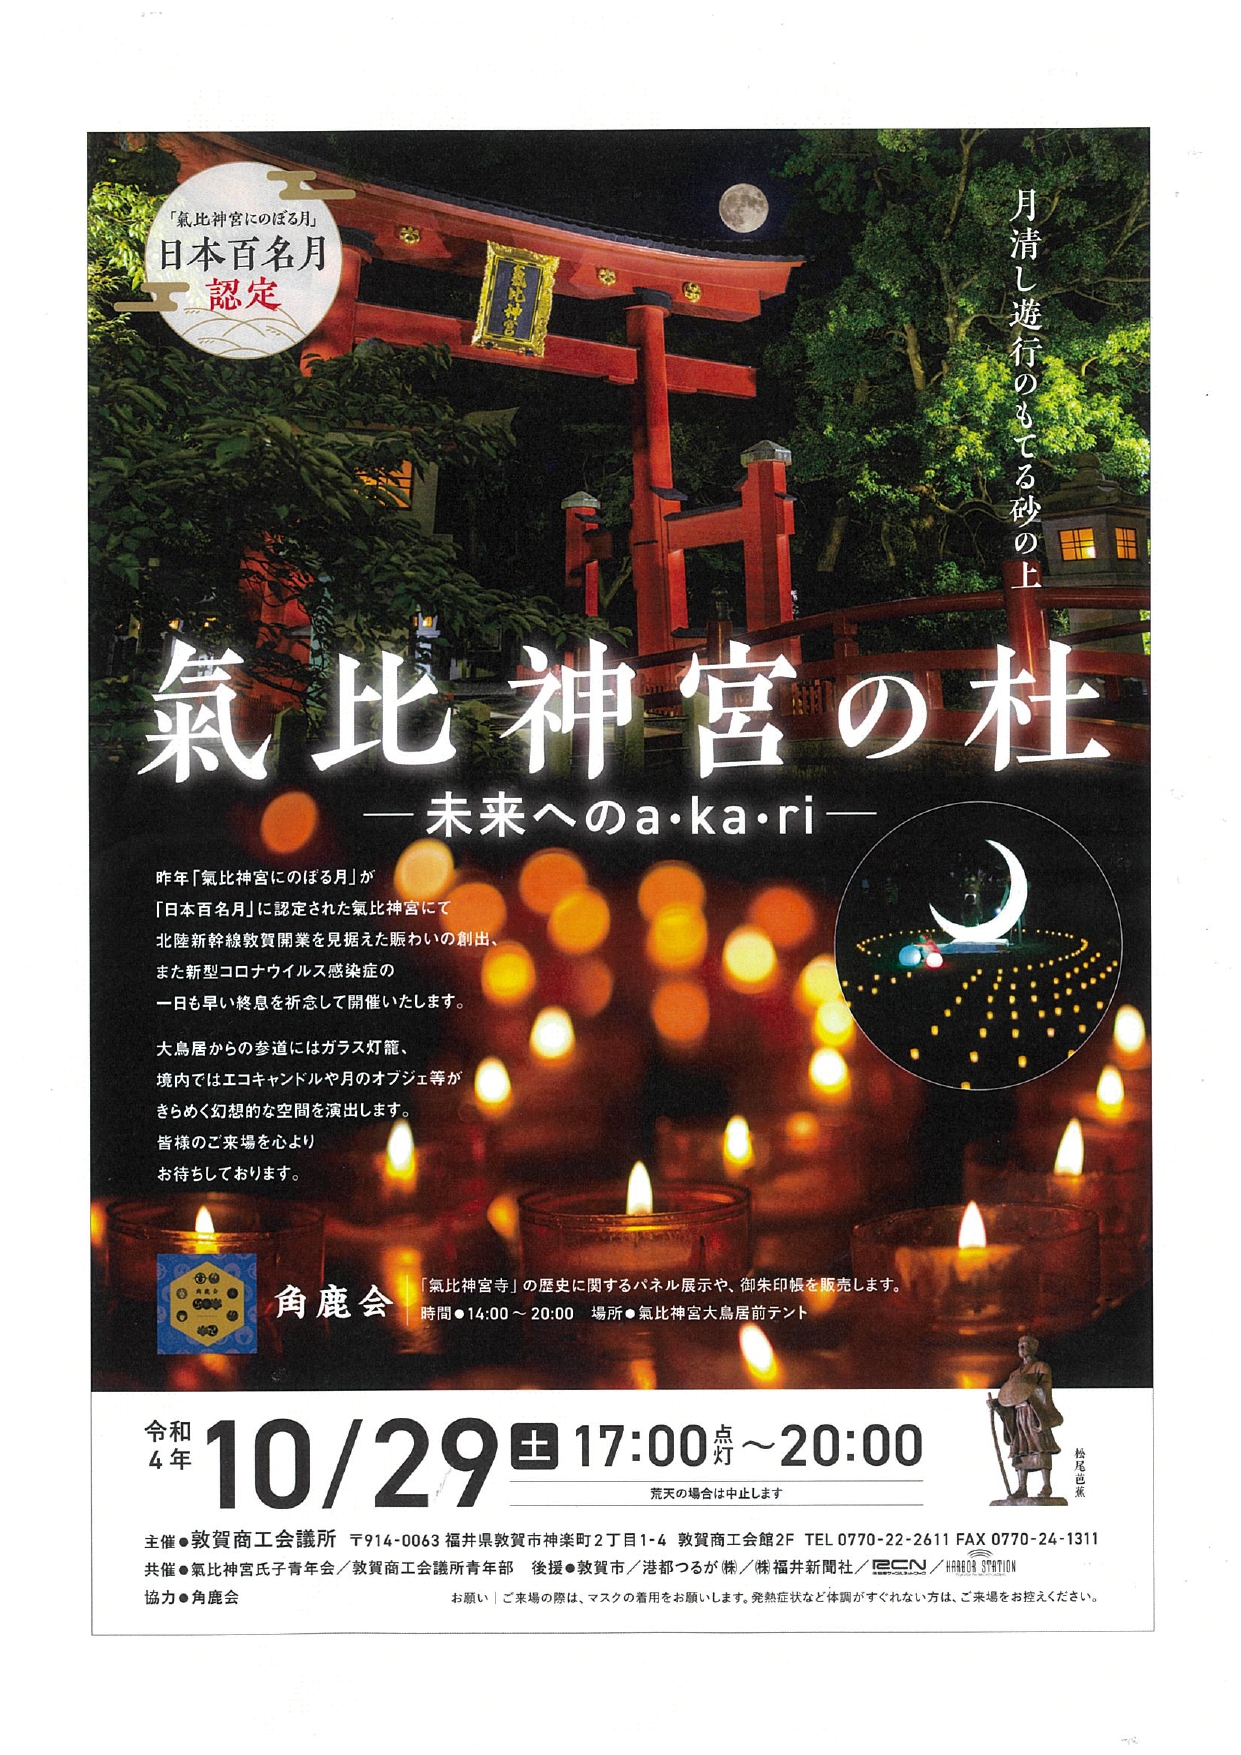 「氣比神宮にのぼる月」
日本百名月
認定
氣比神宮
月清し遊行のもてる砂の上
氣比神宮の杜
―未来へのa・ka・ri―
昨年「氣比神宮にのぼる月」が
「日本百名月」に認定された氣比神宮にて
北陸新幹線敦賀開業を見据えた賑わいの創出、
また新型コロナウイルス感染症の
一日も早い終息を祈念して開催いたします。
大鳥居からの参道にはガラス灯籠、
境内ではエコキャンドルや月のオブジェ等が
きらめく幻想的な空間を演出します。
皆様のご来場を心より
お待ちしております。
角鹿会
角鹿会
「氣比神宮寺」の歴史に関するパネル展示や、御朱印帳を販売します。
時間●14:00～20:00 場所●氣比神宮大鳥居前テント
令和4年 10/29 土 17:00点灯～20:00
荒天の場合は中止します
松尾芭蕉
主催●敦賀商工会議所 〒914-0063 福井県敦賀市神楽町2丁目1-4 敦賀商工会館2F TEL 0770-22-2611 FAX 0770-24-1311
共催●氣比神宮氏子青年会／敦賀商工会議所青年部 後援●敦賀市／港都つるが㈱／㈱福井新聞社／RCN／HARBOR STATION
協力●角鹿会
お願い｜ご来場の際は、マスクの着用をお願いします。発熱症状など体調がすぐれない方は、ご来場をお控えください。